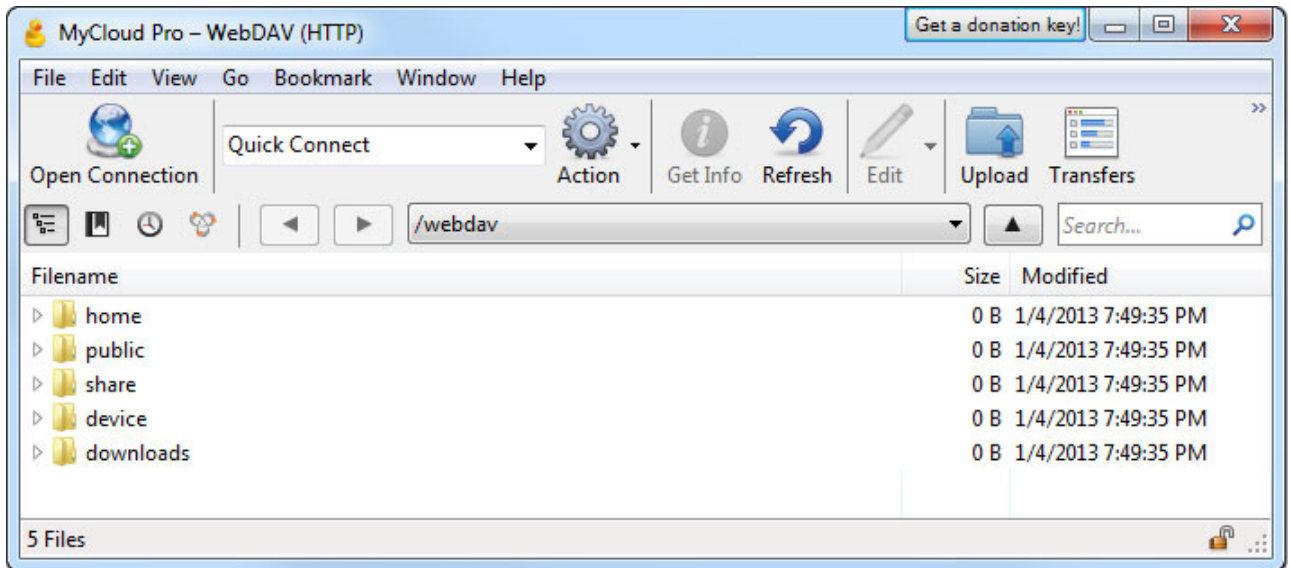 MyCloud Pro – WebDAV (HTTP) Get a donation key!
File Edit View Go Bookmark Window Help
Quick Connect
Open Connection Action Get Info Refresh Edit Upload Transfers
/webdav Search...
Filename Size Modified
home 0 B 1/4/2013 7:49:35 PM
public 0 B 1/4/2013 7:49:35 PM
share 0 B 1/4/2013 7:49:35 PM
device 0 B 1/4/2013 7:49:35 PM
downloads 0 B 1/4/2013 7:49:35 PM
5 Files